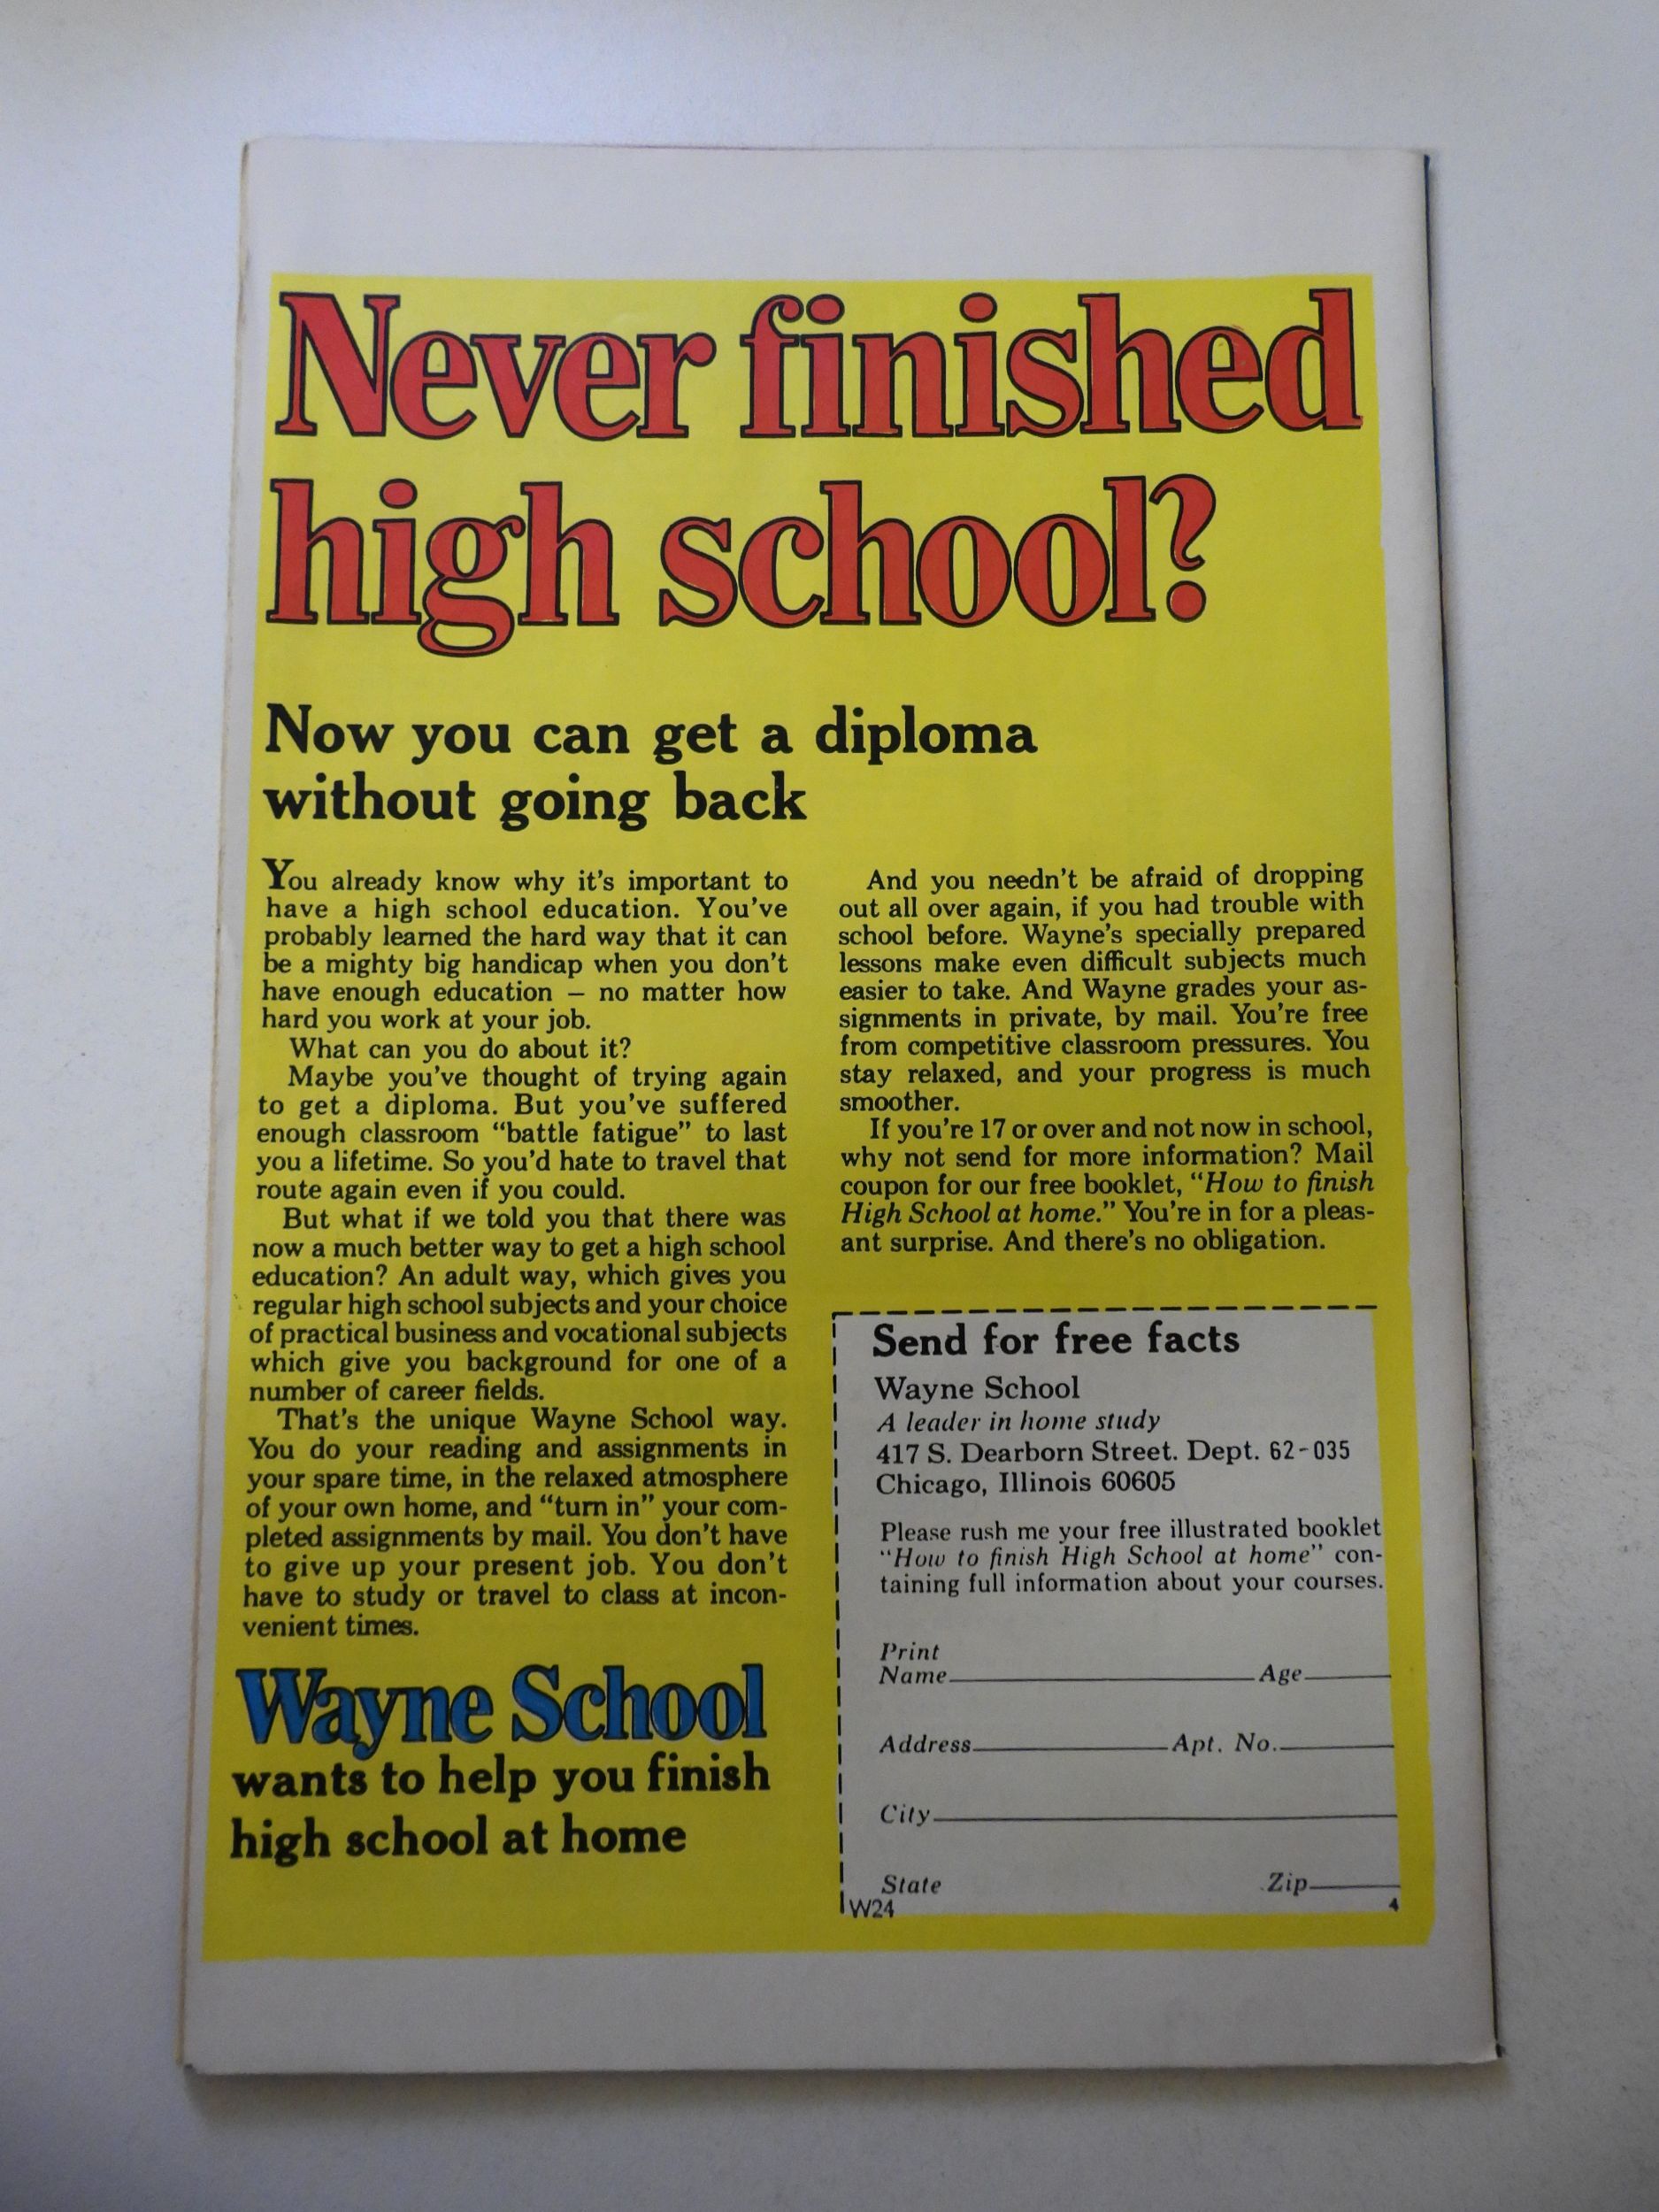 Never finished
high school?
Now you can get a diploma
without going back
You already know why it's important to
have a high school education. You've
probably learned the hard way that it can
be a mighty big handicap when you don't
have enough education – no matter how
hard you work at your job.
What can you do about it?
Maybe you've thought of trying again
to get a diploma. But you've suffered
enough classroom “battle fatigue” to last
you a lifetime. So you'd hate to travel that
route again even if you could.
But what if we told you that there was
now a much better way to get a high school
education? An adult way, which gives you
regular high school subjects and your choice
of practical business and vocational subjects
which give you background for one of a
number of career fields.
That's the unique Wayne School way.
You do your reading and assignments in
your spare time, in the relaxed atmosphere
of your own home, and “turn in” your com-
pleted assignments by mail. You don't have
to give up your present job. You don't
have to study or travel to class at incon-
venient times.
Wayne School
wants to help you finish
high school at home
And you needn't be afraid of dropping
out all over again, if you had trouble with
school before. Wayne's specially prepared
lessons make even difficult subjects much
easier to take. And Wayne grades your as-
signments in private, by mail. You're free
from competitive classroom pressures. You
stay relaxed, and your progress is much
smoother.
If you're 17 or over and not now in school,
why not send for more information? Mail
coupon for our free booklet, “How to finish
High School at home.” You're in for a pleas-
ant surprise. And there's no obligation.
Send for free facts
Wayne School
A leader in home study
417 S. Dearborn Street. Dept. 62-035
Chicago, Illinois 60605
Please rush me your free illustrated booklet
“How to finish High School at home” con-
taining full information about your courses.
Print
Name Age
Address Apt. No.
City
State Zip
W24 4